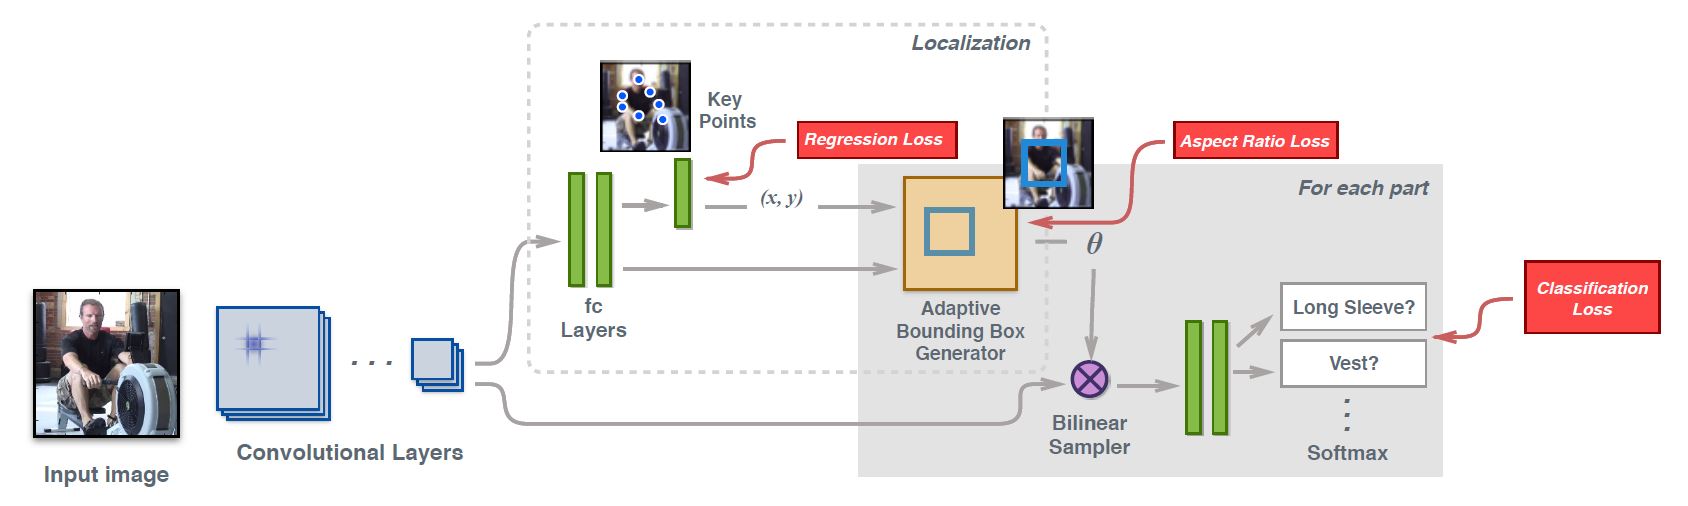 Localization
Key
Points
Regression Loss
Aspect Ratio Loss
For each part
(x, y)
θ
Classification
Loss
fc
Layers
Adaptive
Bounding Box
Generator
Long Sleeve?
Vest?
. . .
Bilinear
Sampler
Softmax
Convolutional Layers
Input image